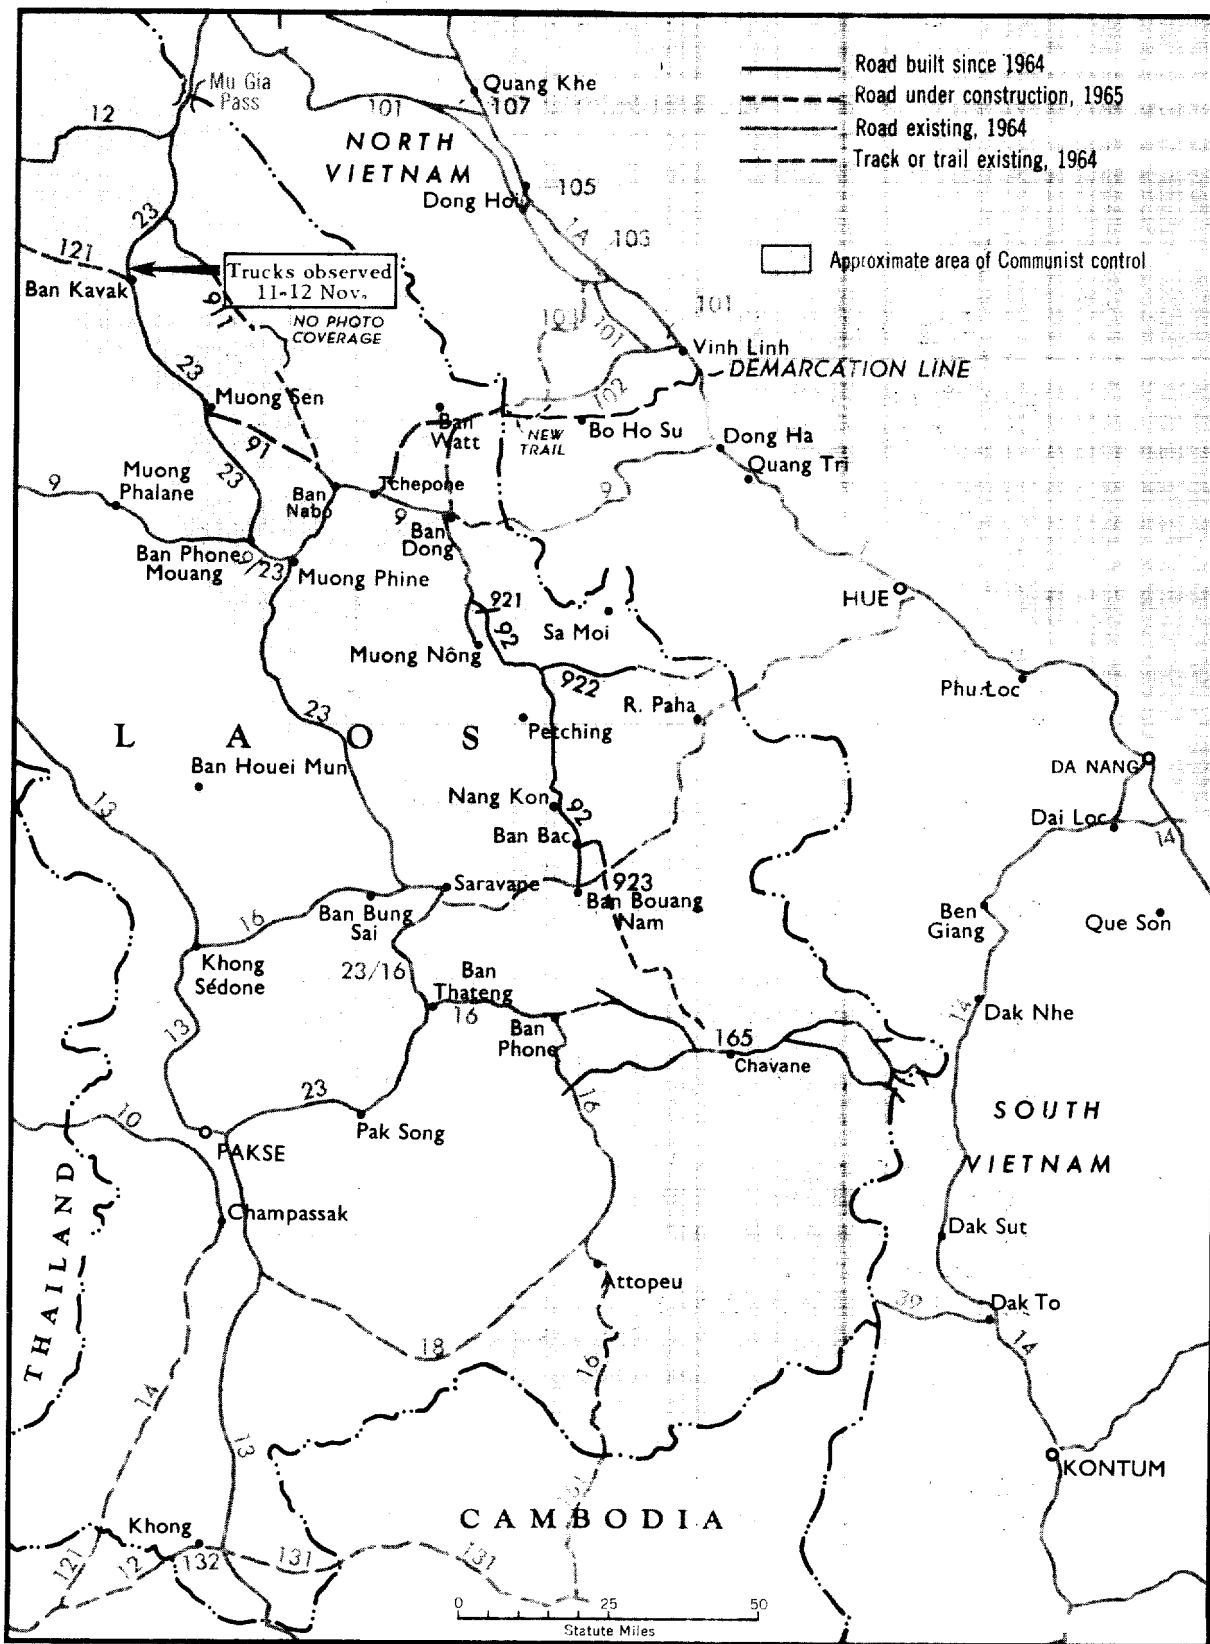 Mu Gia
Pass
Quang Khe
107
101
12
NORTH
VIETNAM
Road built since 1964
Road under construction, 1965
Road existing, 1964
Track or trail existing, 1964
Approximate area of Communist control
105
Dong Hoi
1A
103
23
121
Ban Kavak
Trucks observed
11-12 Nov.
911
NO PHOTO
COVERAGE
101
101
101
Vinh Linh
DEMARCATION LINE
23
Muong Sen
102
Ban
Watt
NEW
TRAIL
Bo Ho Su
Dong Ha
Quang Tri
91
9
Muong
Phalane
23
Ban
Nabo
Tchepone
9
9
Ban
Dong
Ban Phone
Mouang
9/23
Muong Phine
921
92
Sa Moi
HUE
Muong Nông
922
R. Paha
Phu Loc
23
Petching
LAOS
Ban Houei Mun
DA NANG
13
Nang Kon
92
Dai Loc
14
Ban Bac
Saravane
923
Ban Bouang
Nam
16
Ban Bung
Sai
Ben
Giang
Que Son
Khong
Sédone
23/16
Ban
Thateng
16
Ban
Phone
14
Dak Nhe
13
165
Chavane
23
16
SOUTH
VIETNAM
10
Pak Song
PAKSE
THAILAND
Champassak
Dak Sut
Attopeu
39
Dak To
18
16
14
14
13
KONTUM
CAMBODIA
Khong
121
12
132
131
131
0 25 50
Statute Miles